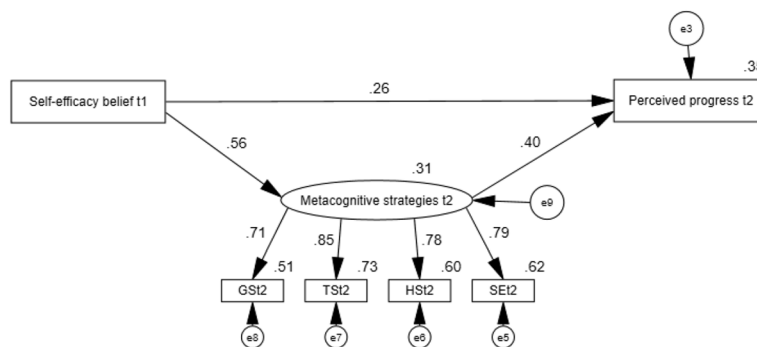 e3
.35
.26
Self-efficacy belief t1
Perceived progress t2
.56
.40
.31
Metacognitive strategies t2
e9
.71
.85
.78
.79
.51
.73
.60
.62
GSt2
TSt2
HSt2
SEt2
e8
e7
e6
e5